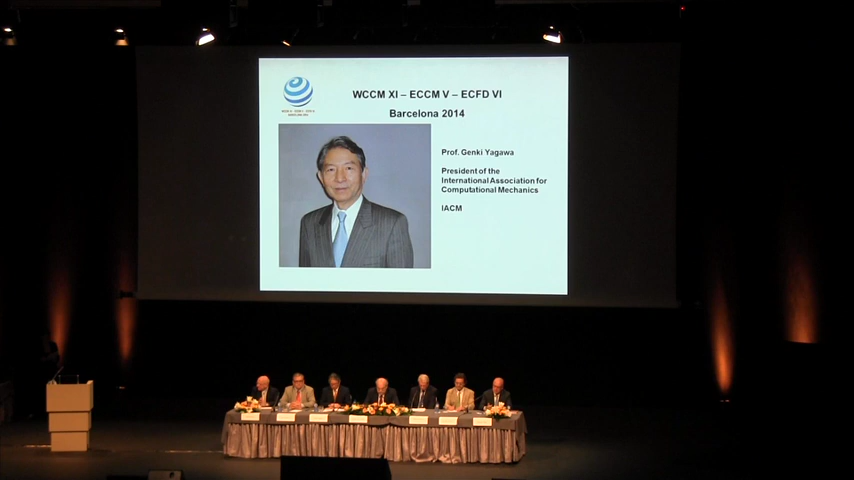 WCCM XI – ECCM V – ECFD VI
Barcelona 2014
Prof. Genki Yagawa
President of the
International Association for
Computational Mechanics
IACM